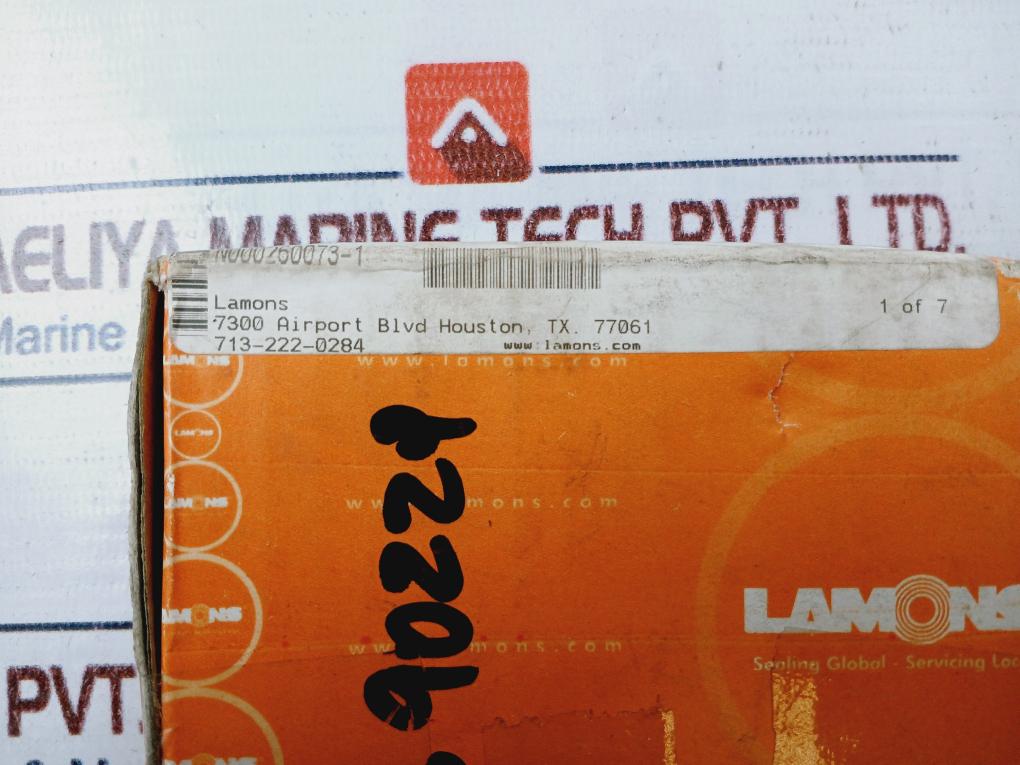 MARINE TECH PVT. LTD.
Marine
N000260073-1
Lamons
7300 Airport Blvd Houston, TX. 77061
713-222-0284
www.lamons.com
1 of 7
www.lamons.com
LAMONS
LAMONS
LAMONS
www.lamons.com
LAMONS
LAMONS
Sealing Global - Servicing
www.lamons.com
PVT.